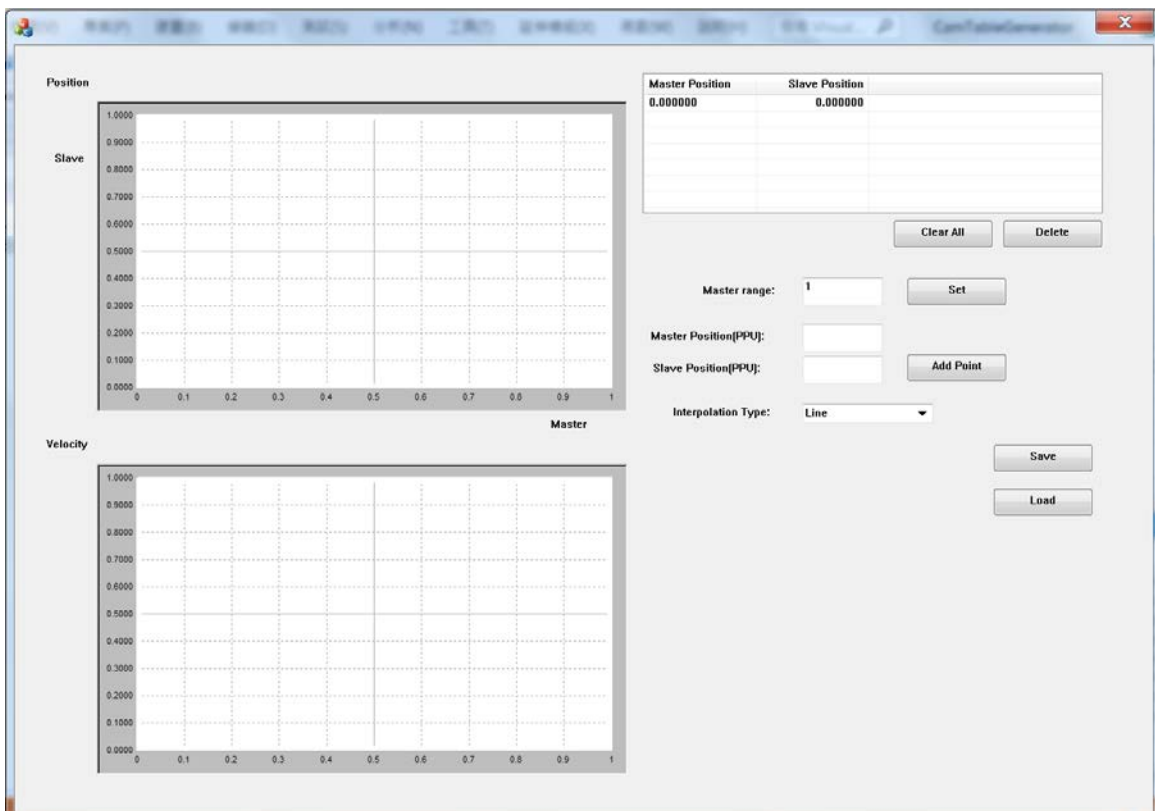 CamTableGenerator
Position
Slave
1.0000
0.9000
0.8000
0.7000
0.6000
0.5000
0.4000
0.3000
0.2000
0.1000
0.0000
0 0.1 0.2 0.3 0.4 0.5 0.6 0.7 0.8 0.9 1
Master
Velocity
1.0000
0.9000
0.8000
0.7000
0.6000
0.5000
0.4000
0.3000
0.2000
0.1000
0.0000
0 0.1 0.2 0.3 0.4 0.5 0.6 0.7 0.8 0.9 1
Master Position Slave Position
0.000000 0.000000
Clear All Delete
Master range: 1 Set
Master Position(PPU):
Slave Position(PPU): Add Point
Interpolation Type: Line
Save
Load